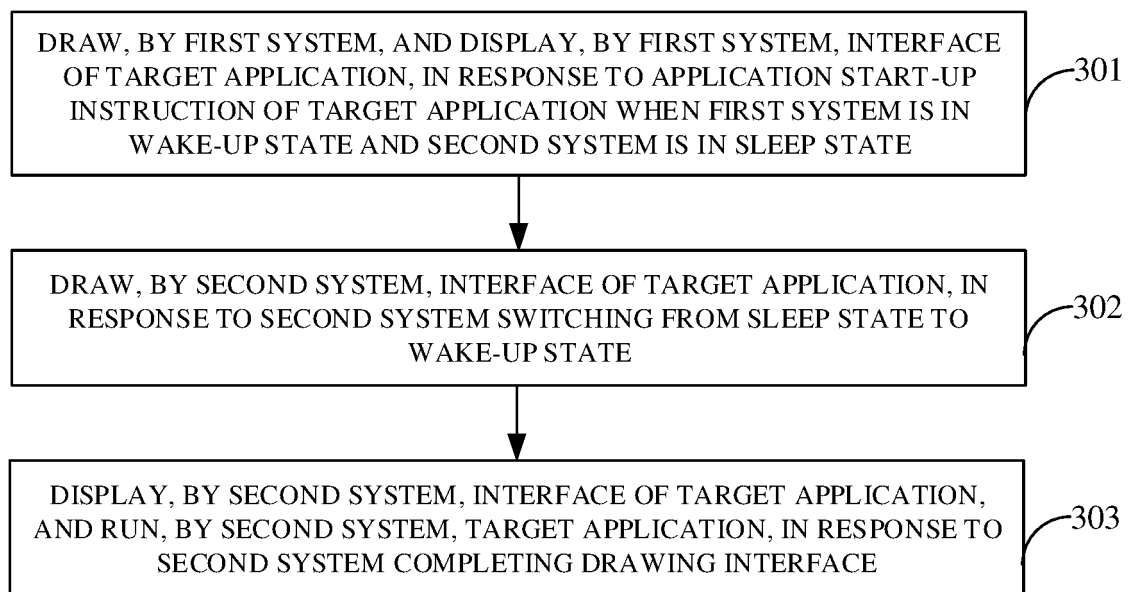 DRAW, BY FIRST SYSTEM, AND DISPLAY, BY FIRST SYSTEM, INTERFACE
OF TARGET APPLICATION, IN RESPONSE TO APPLICATION START-UP
INSTRUCTION OF TARGET APPLICATION WHEN FIRST SYSTEM IS IN
WAKE-UP STATE AND SECOND SYSTEM IS IN SLEEP STATE
301
DRAW, BY SECOND SYSTEM, INTERFACE OF TARGET APPLICATION, IN
RESPONSE TO SECOND SYSTEM SWITCHING FROM SLEEP STATE TO
WAKE-UP STATE
302
DISPLAY, BY SECOND SYSTEM, INTERFACE OF TARGET APPLICATION,
AND RUN, BY SECOND SYSTEM, TARGET APPLICATION, IN RESPONSE TO
SECOND SYSTEM COMPLETING DRAWING INTERFACE
303